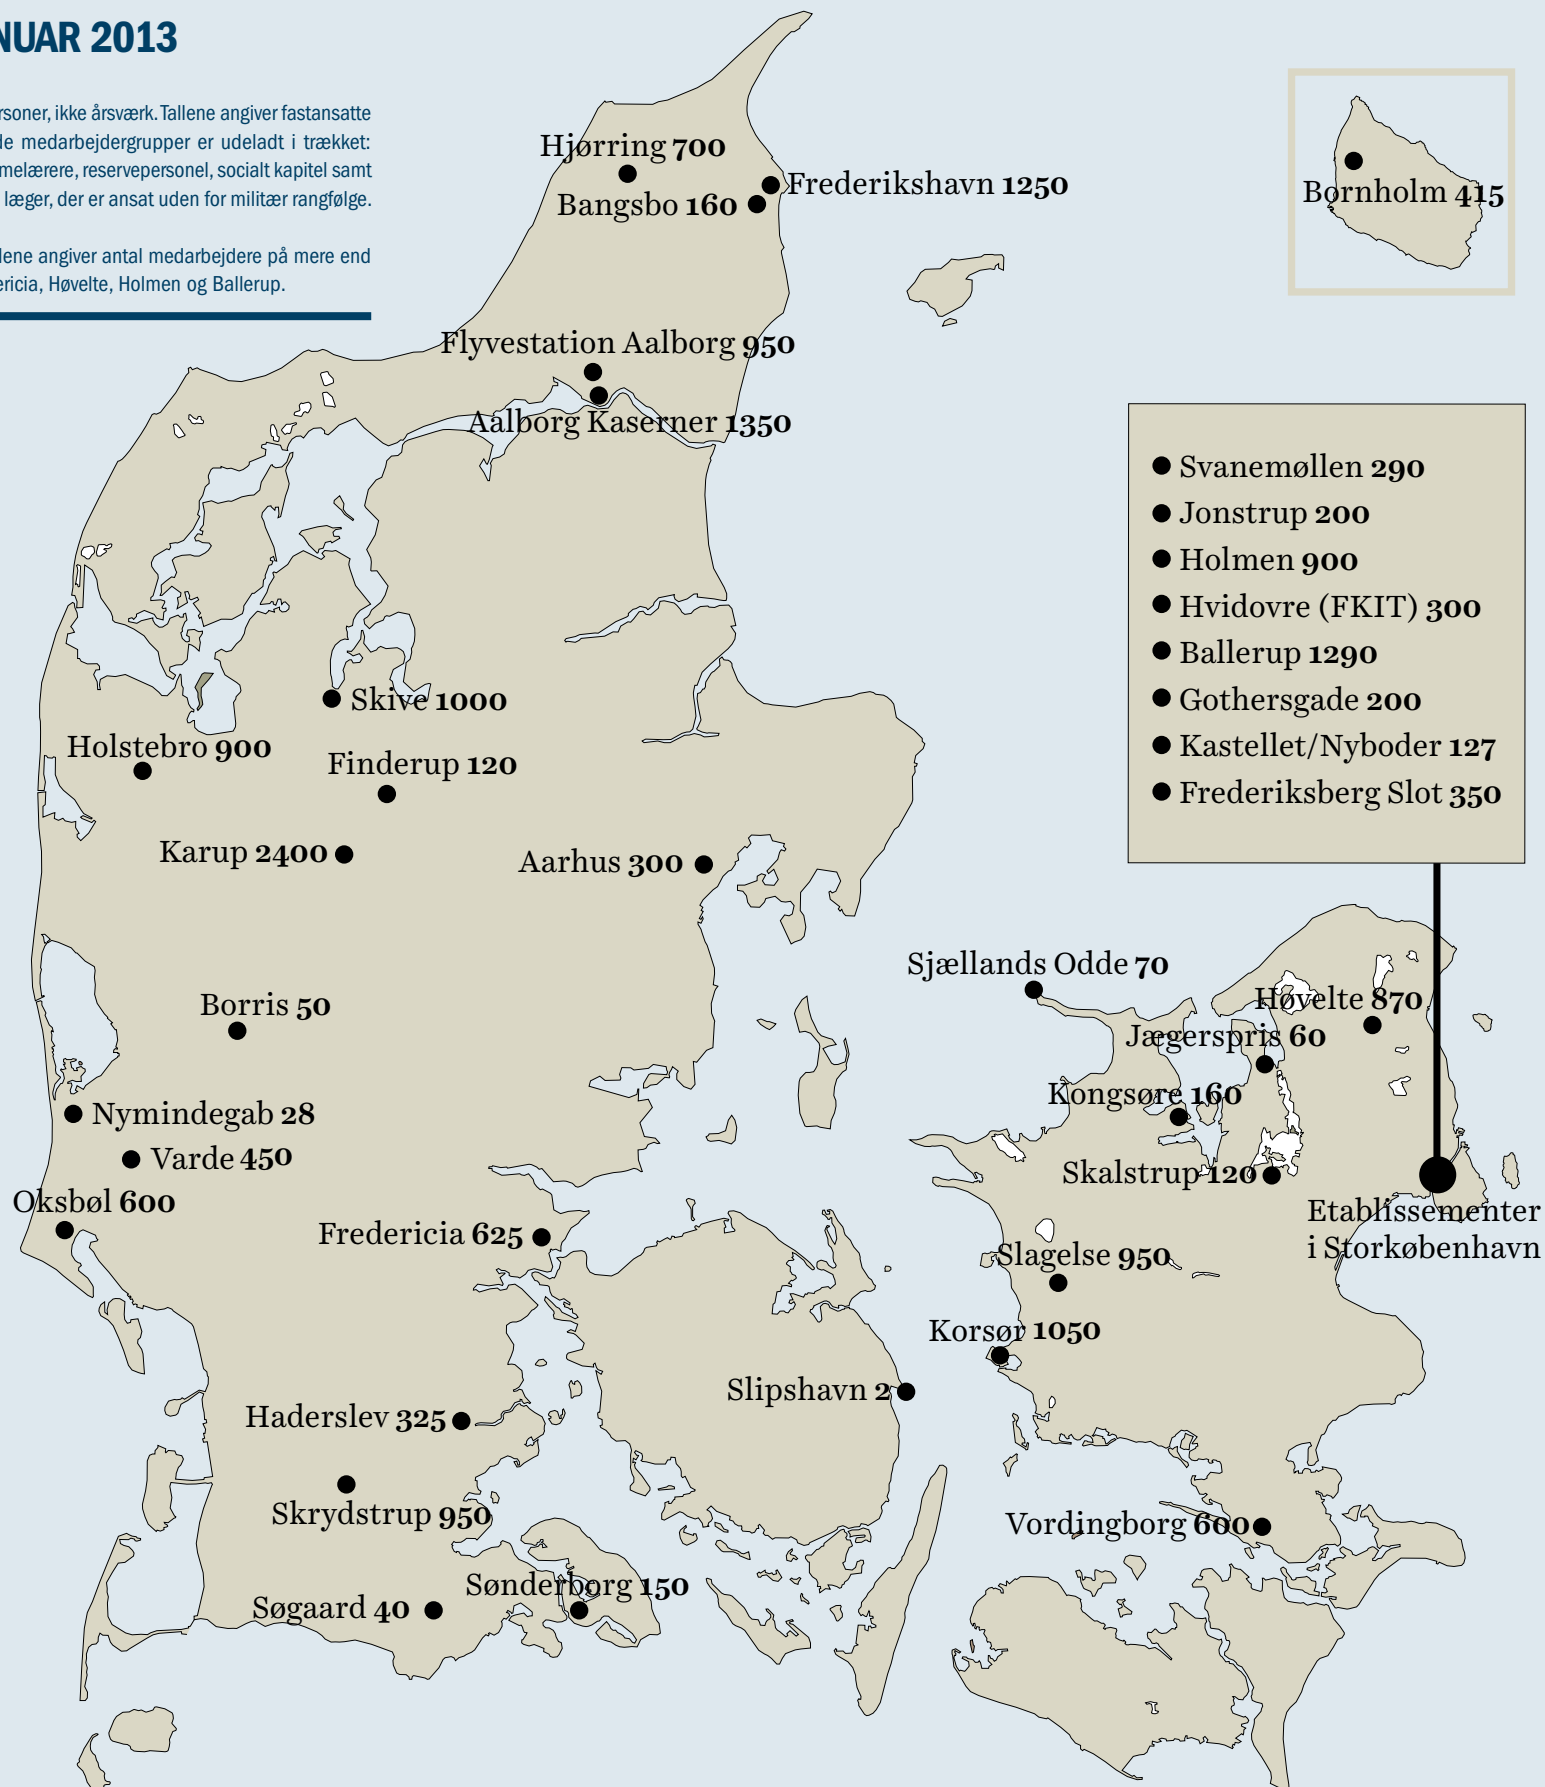 NUAR 2013
rsoner, ikke årsværk. Tallene angiver fastansatte
de medarbejdergrupper er udeladt i trækket:
melærere, reservepersonel, socialt kapitel samt
læger, der er ansat uden for militær rangfølge.
lene angiver antal medarbejdere på mere end
ericia, Høvelte, Holmen og Ballerup.
Hjørring 700
Frederikshavn 1250
Bangsbo 160
Bornholm 415
Flyvestation Aalborg 950
Aalborg Kaserner 1350
Svanemøllen 290
Jonstrup 200
Holmen 900
Hvidovre (FKIT) 300
Ballerup 1290
Gothersgade 200
Kastellet/Nyboder 127
Frederiksberg Slot 350
Skive 1000
Holstebro 900
Finderup 120
Karup 2400
Aarhus 300
Sjællands Odde 70
Høvelte 870
Borris 50
Jægerspris 60
Kongsøre 160
Nymindegab 28
Varde 450
Skalstrup 120
Oksbøl 600
Etablissementer
i Storkøbenhavn
Fredericia 625
Slagelse 950
Korsør 1050
Slipshavn 2
Haderslev 325
Skrydstrup 950
Vordingborg 600
Sønderborg 150
Søgaard 40